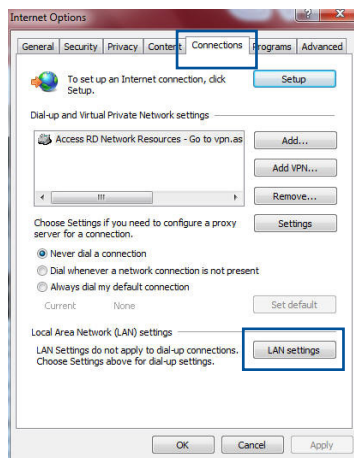 Internet Options
General Security Privacy Content Connections Programs Advanced
To set up an Internet connection, click
Setup.
Setup
Dial-up and Virtual Private Network settings
Access RD Network Resources - Go to vpn.as
Add...
Add VPN...
Remove...
Choose Settings if you need to configure a proxy
server for a connection.
Settings
Never dial a connection
Dial whenever a network connection is not present
Always dial my default connection
Current None
Set default
Local Area Network (LAN) settings
LAN Settings do not apply to dial-up connections.
Choose Settings above for dial-up settings.
LAN settings
OK Cancel Apply